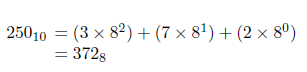 250₁₀ = (3 × 8²) + (7 × 8¹) + (2 × 8⁰)
= 372₈